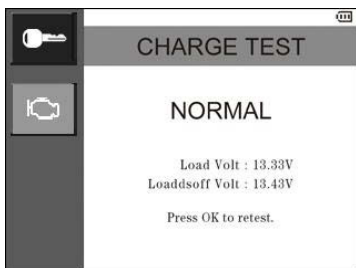 CHARGE TEST
NORMAL
Load Volt : 13.33V
Loaddsoff Volt : 13.43V
Press OK to retest.